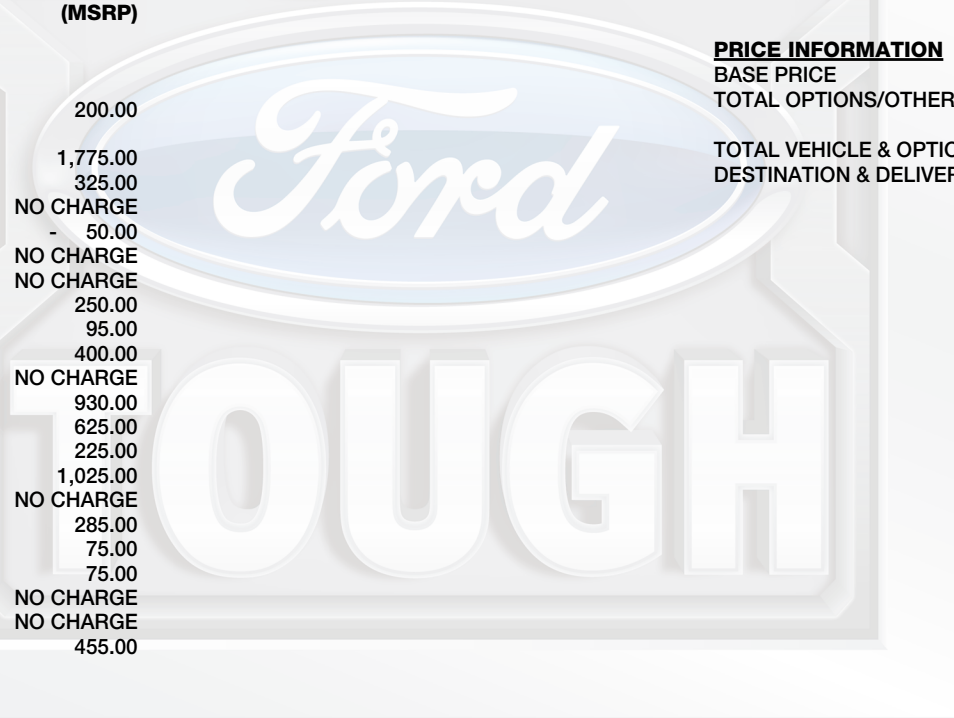 (MSRP)
200.00
1,775.00
325.00
NO CHARGE
- 50.00
NO CHARGE
NO CHARGE
250.00
95.00
400.00
NO CHARGE
930.00
625.00
225.00
1,025.00
NO CHARGE
285.00
75.00
75.00
NO CHARGE
NO CHARGE
455.00
PRICE INFORMATION
BASE PRICE
TOTAL OPTIONS/OTHER
TOTAL VEHICLE & OPTIO
DESTINATION & DELIVER
Ford
TOUGH